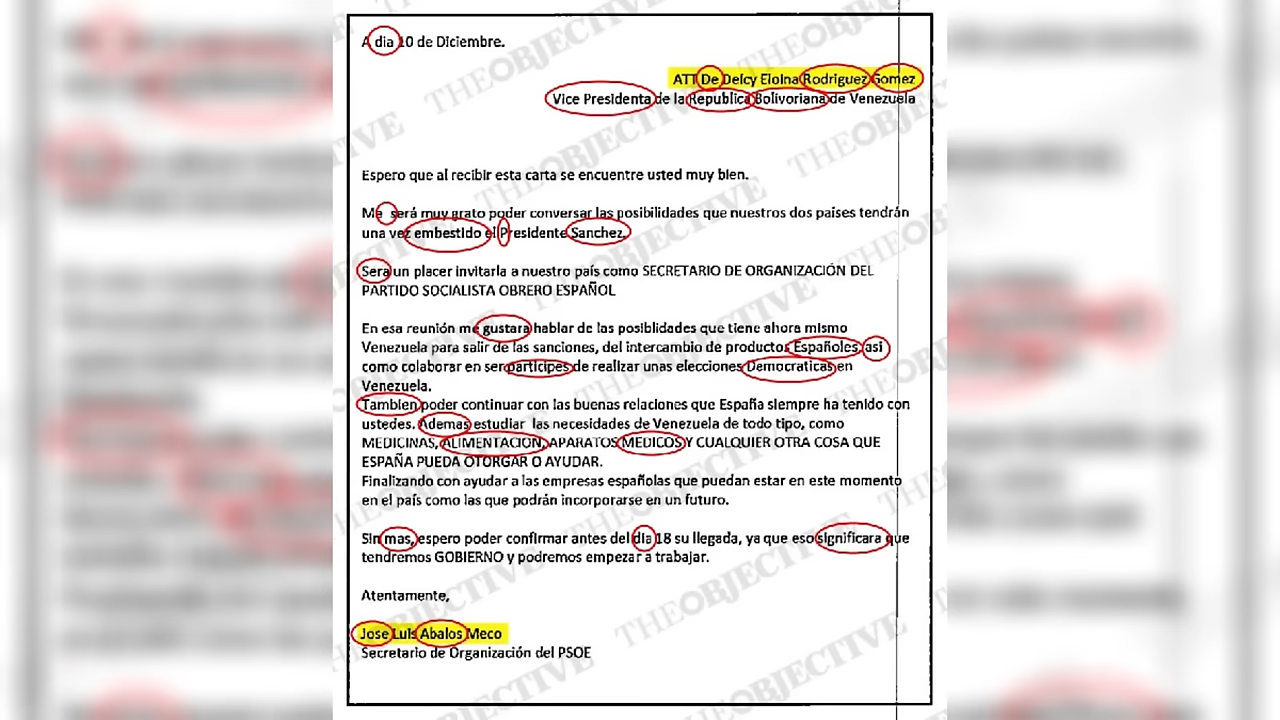 A dia 10 de Diciembre.
ATT De Delcy Eloina Rodriguez Gomez
Vice Presidenta de la Republica Bolivoriana de Venezuela
Espero que al recibir esta carta se encuentre usted muy bien.
Me será muy grato poder conversar las posibilidades que nuestros dos países tendrán
una vez embestido el Presidente Sanchez.
Sera un placer invitarla a nuestro país como SECRETARIO DE ORGANIZACIÓN DEL
PARTIDO SOCIALISTA OBRERO ESPAÑOL
En esa reunión me gustara hablar de las posiblidades que tiene ahora mismo
Venezuela para salir de las sanciones, del intercambio de productos Españoles, asi
como colaborar en ser participes de realizar unas elecciones Democraticas en
Venezuela.
Tambien poder continuar con las buenas relaciones que España siempre ha tenido con
ustedes. Ademas estudiar las necesidades de Venezuela de todo tipo, como
MEDICINAS, ALIMENTACION, APARATOS MEDICOS Y CUALQUIER OTRA COSA QUE
ESPAÑA PUEDA OTORGAR O AYUDAR.
Finalizando con ayudar a las empresas españolas que puedan estar en este momento
en el país como las que podrán incorporarse en un futuro.
Sin mas, espero poder confirmar antes del dia 18 su llegada, ya que eso significara que
tendremos GOBIERNO y podremos empezar a trabajar.
Atentamente,
Jose Luis Abalos Meco
Secretario de Organización del PSOE
THEOBJECTIVE